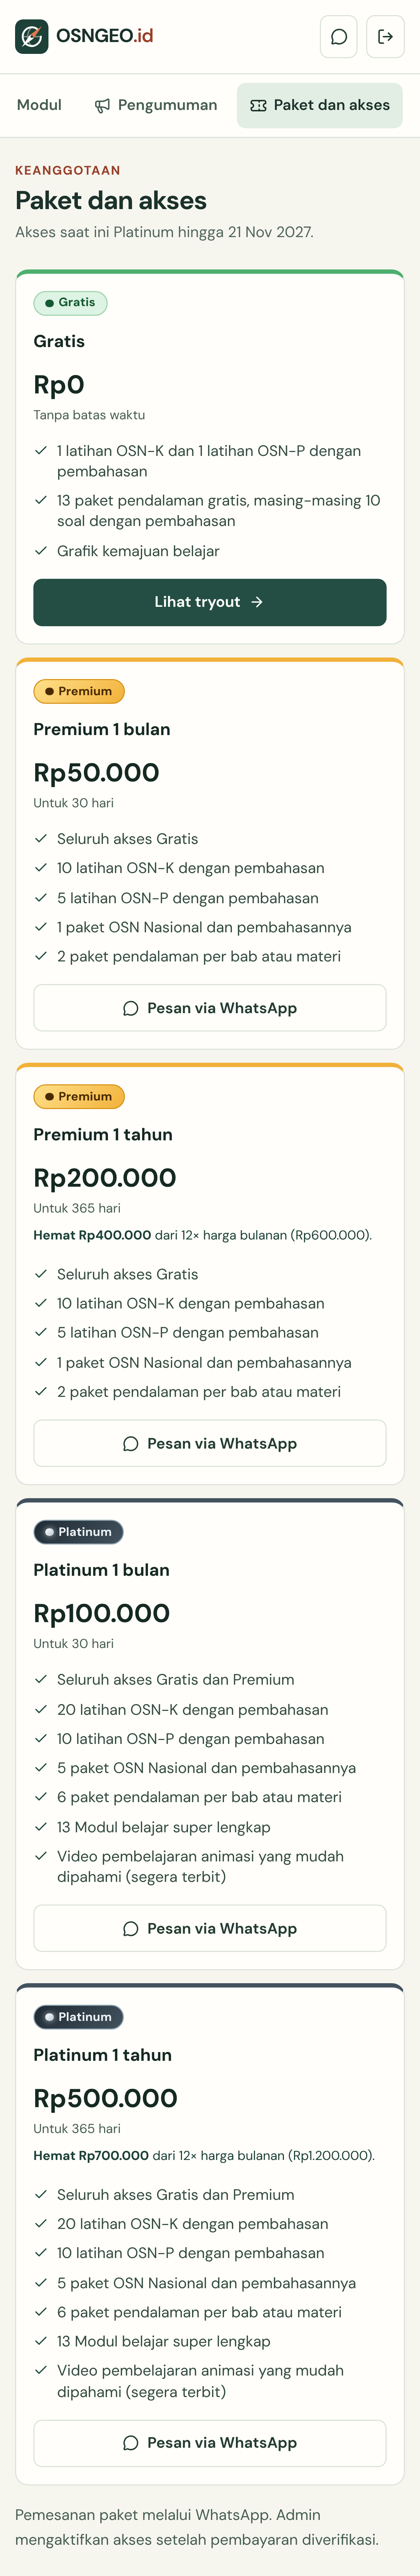 OSNGEO.id
Modul
Pengumuman
Paket dan akses
KEANGGOTAAN
Paket dan akses
Akses saat ini Platinum hingga 21 Nov 2027.
Gratis
Gratis
Rp0
Tanpa batas waktu
1 latihan OSN-K dan 1 latihan OSN-P dengan
pembahasan
13 paket pendalaman gratis, masing-masing 10
soal dengan pembahasan
Grafik kemajuan belajar
Lihat tryout
Premium
Premium 1 bulan
Rp50.000
Untuk 30 hari
Seluruh akses Gratis
10 latihan OSN-K dengan pembahasan
5 latihan OSN-P dengan pembahasan
1 paket OSN Nasional dan pembahasannya
2 paket pendalaman per bab atau materi
Pesan via WhatsApp
Premium
Premium 1 tahun
Rp200.000
Untuk 365 hari
Hemat Rp400.000 dari 12× harga bulanan (Rp600.000).
Seluruh akses Gratis
10 latihan OSN-K dengan pembahasan
5 latihan OSN-P dengan pembahasan
1 paket OSN Nasional dan pembahasannya
2 paket pendalaman per bab atau materi
Pesan via WhatsApp
Platinum
Platinum 1 bulan
Rp100.000
Untuk 30 hari
Seluruh akses Gratis dan Premium
20 latihan OSN-K dengan pembahasan
10 latihan OSN-P dengan pembahasan
5 paket OSN Nasional dan pembahasannya
6 paket pendalaman per bab atau materi
13 Modul belajar super lengkap
Video pembelajaran animasi yang mudah
dipahami (segera terbit)
Pesan via WhatsApp
Platinum
Platinum 1 tahun
Rp500.000
Untuk 365 hari
Hemat Rp700.000 dari 12× harga bulanan (Rp1.200.000).
Seluruh akses Gratis dan Premium
20 latihan OSN-K dengan pembahasan
10 latihan OSN-P dengan pembahasan
5 paket OSN Nasional dan pembahasannya
6 paket pendalaman per bab atau materi
13 Modul belajar super lengkap
Video pembelajaran animasi yang mudah
dipahami (segera terbit)
Pesan via WhatsApp
Pemesanan paket melalui WhatsApp. Admin
mengaktifkan akses setelah pembayaran diverifikasi.